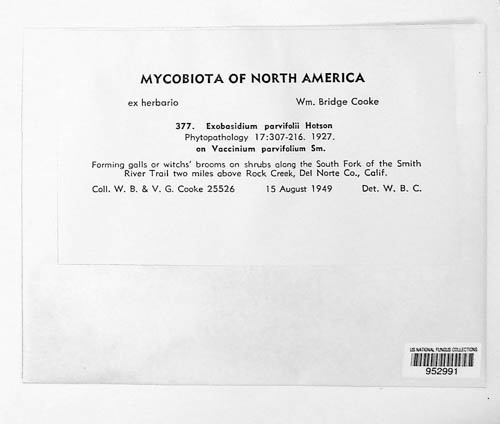 MYCOBIOTA OF NORTH AMERICA
ex herbario Wm. Bridge Cooke
377. Exobasidium parvifolii Hotson
Phytopathology 17:307-216. 1927.
on Vaccinium parvifolium Sm.
Forming galls or witchs' brooms on shrubs along the South Fork of the Smith
River Trail two miles above Rock Creek, Del Norte Co., Calif.
Coll. W. B. & V. G. Cooke 25526 15 August 1949 Det. W. B. C.
US NATIONAL FUNGUS COLLECTIONS
952991